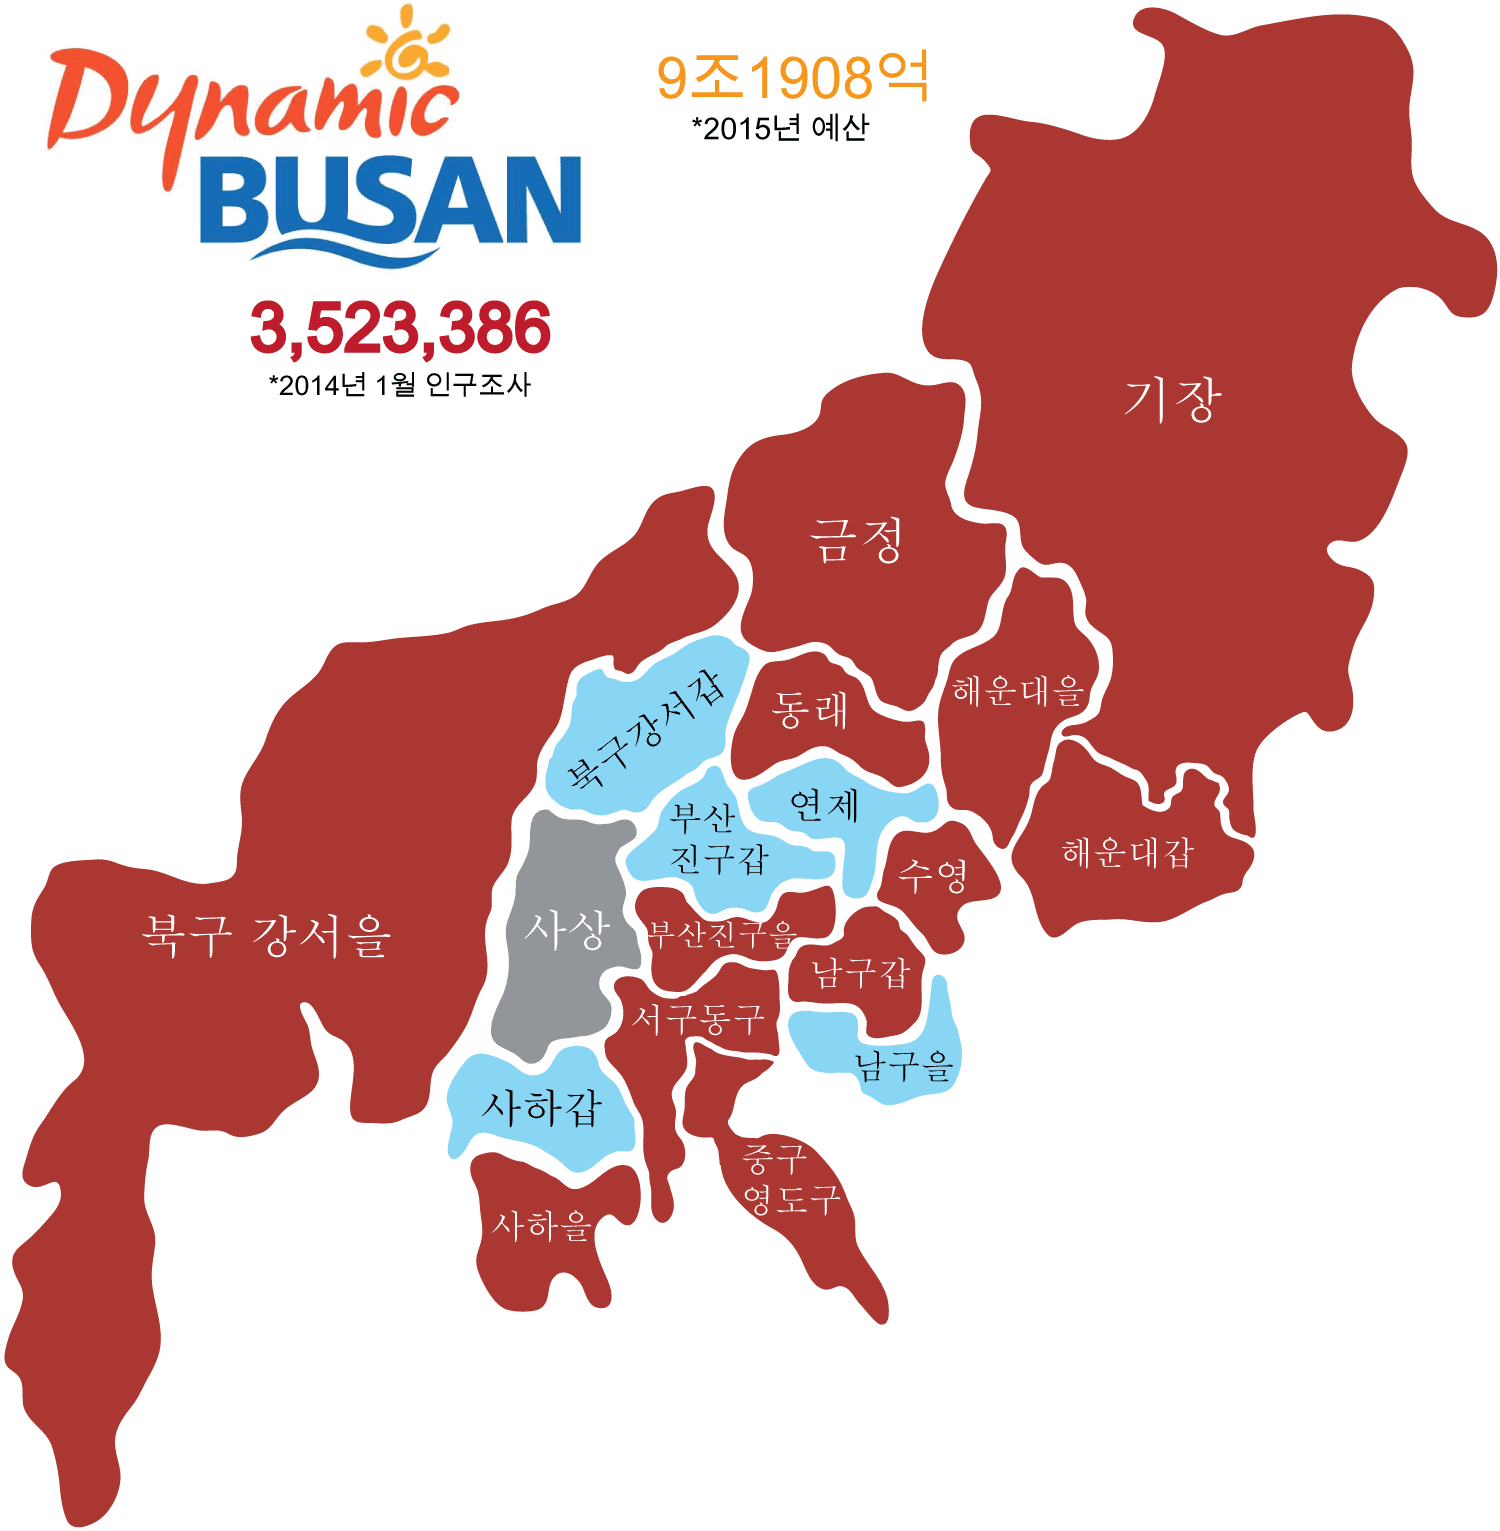 Dynamic
BUSAN
9조1908억
*2015년 예산
3,523,386
*2014년 1월 인구조사
기장
금정
해운대을
동래
북구강서갑
연제
부산
진구갑
해운대갑
수영
사상
북구 강서을
부산진구을
남구갑
서구동구
남구을
사하갑
중구
영도구
사하을